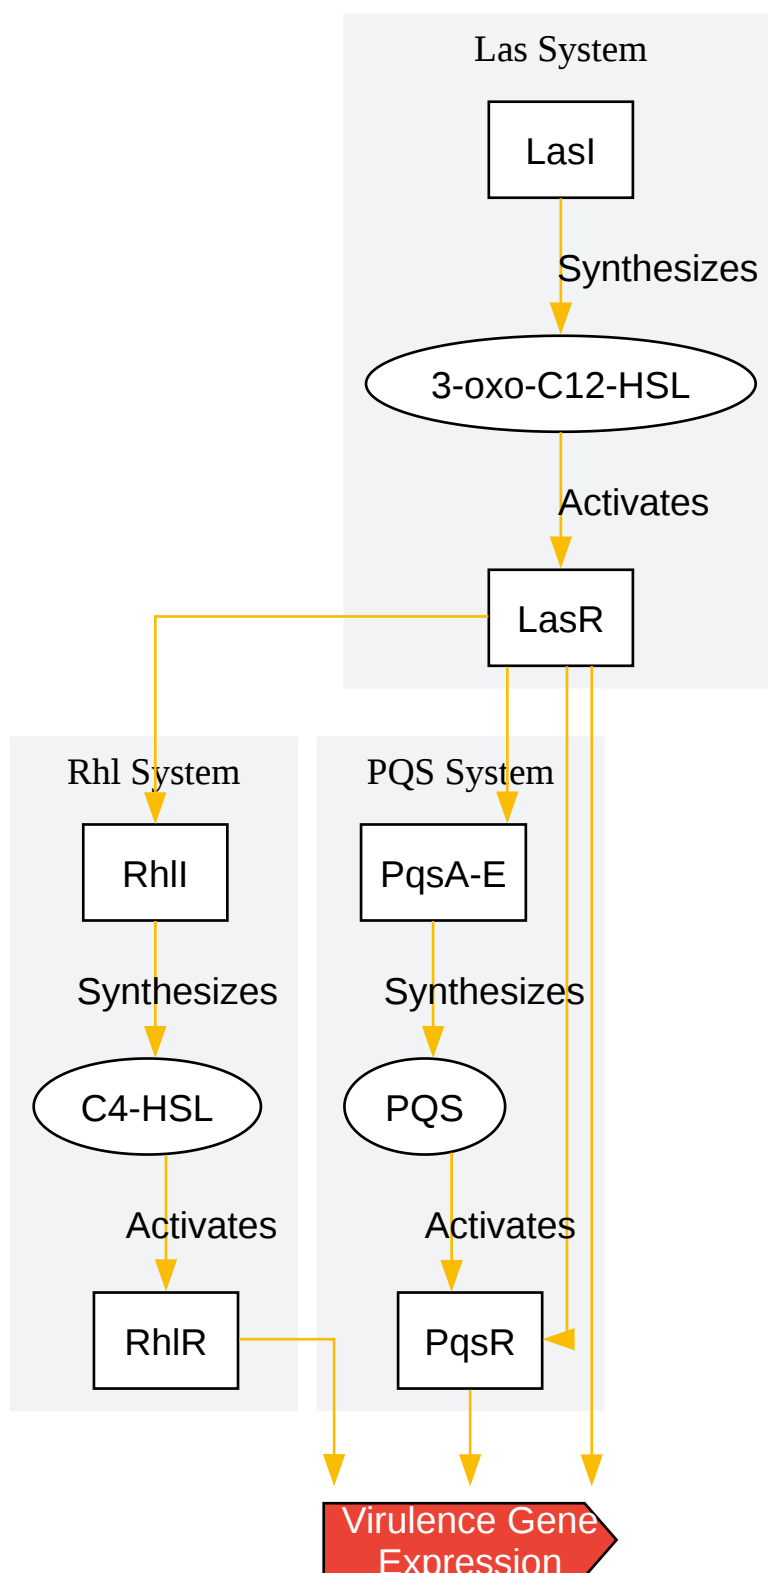 Las System
LasI
Synthesizes
3-oxo-C12-HSL
Activates
LasR
Rhl System
RhlI
Synthesizes
C4-HSL
Activates
RhlR
PQS System
PqsA-E
Synthesizes
PQS
Activates
PqsR
Virulence Gene
Expression